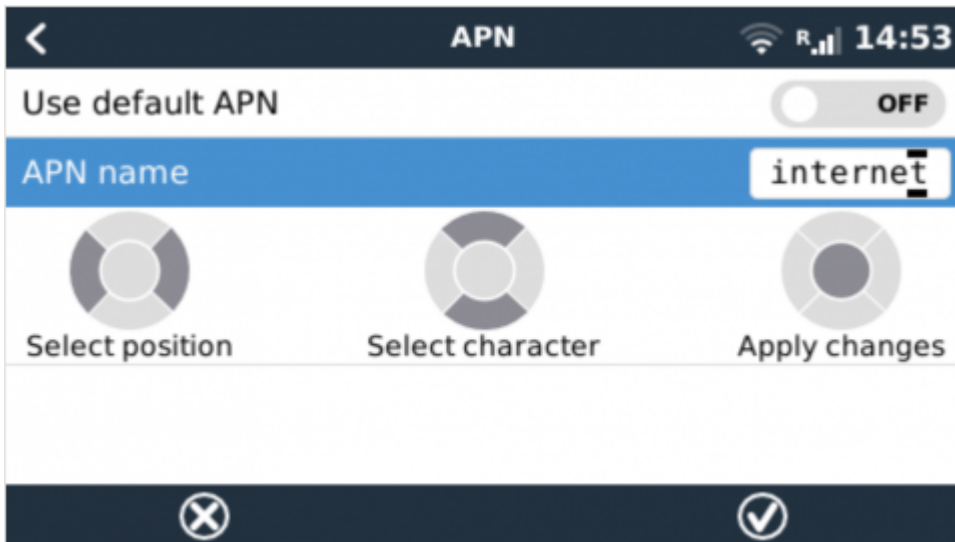 APN R 14:53
Use default APN OFF
APN name internet
Select position Select character Apply changes